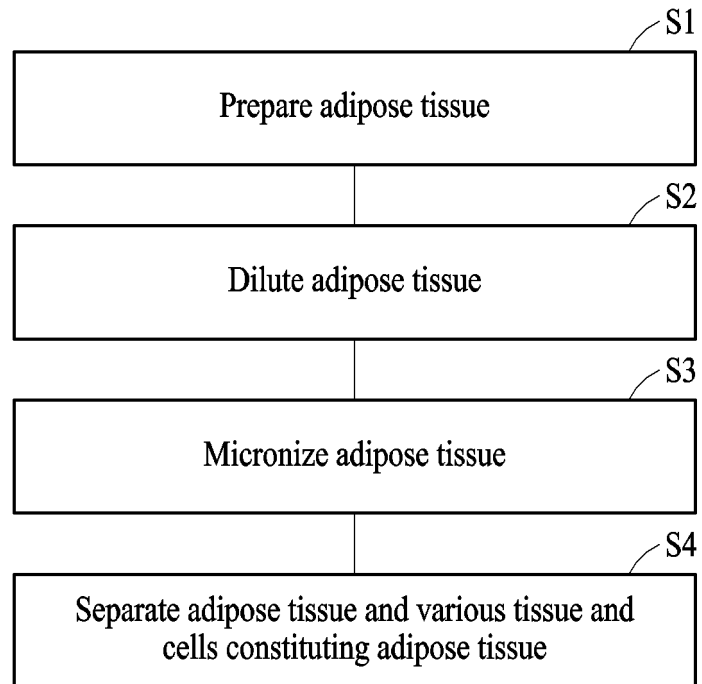 S1
Prepare adipose tissue
S2
Dilute adipose tissue
S3
Micronize adipose tissue
S4
Separate adipose tissue and various tissue and
cells constituting adipose tissue